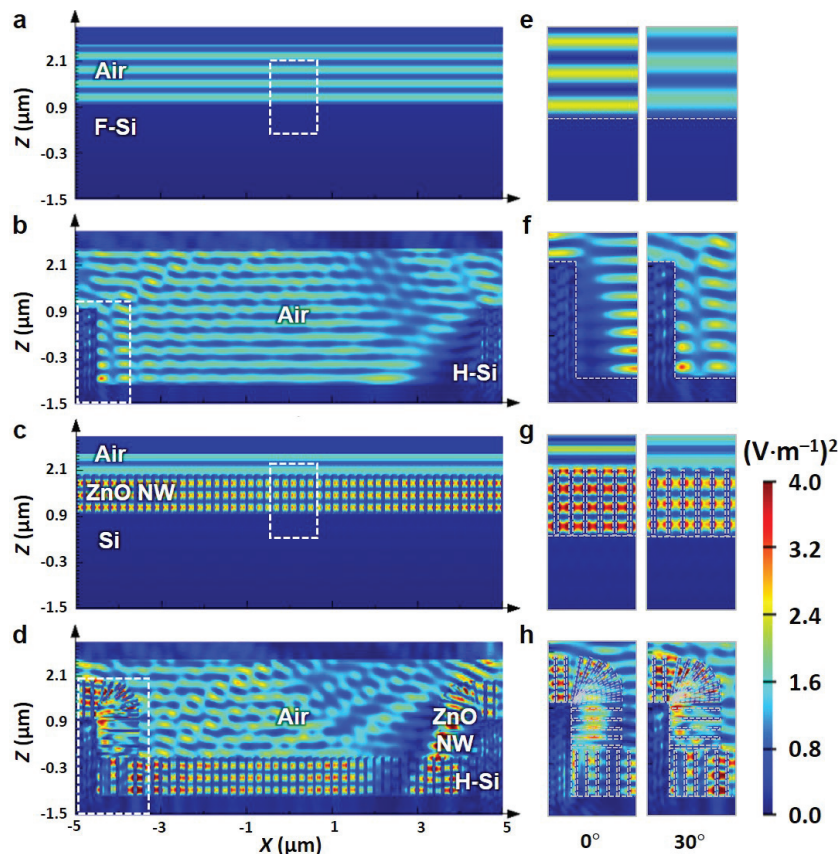 a
Z (μm)
2.1
0.9
-0.3
-1.5
Air
F-Si
e
b
Z (μm)
2.1
0.9
-0.3
-1.5
Air
H-Si
f
c
Z (μm)
2.1
0.9
-0.3
-1.5
Air
ZnO NW
Si
g
d
Z (μm)
2.1
0.9
-0.3
-1.5
Air
ZnO
NW
H-Si
-5
-3
-1
1
3
5
X (μm)
h
0°
30°
(V·m⁻¹)²
4.0
3.2
2.4
1.6
0.8
0.0